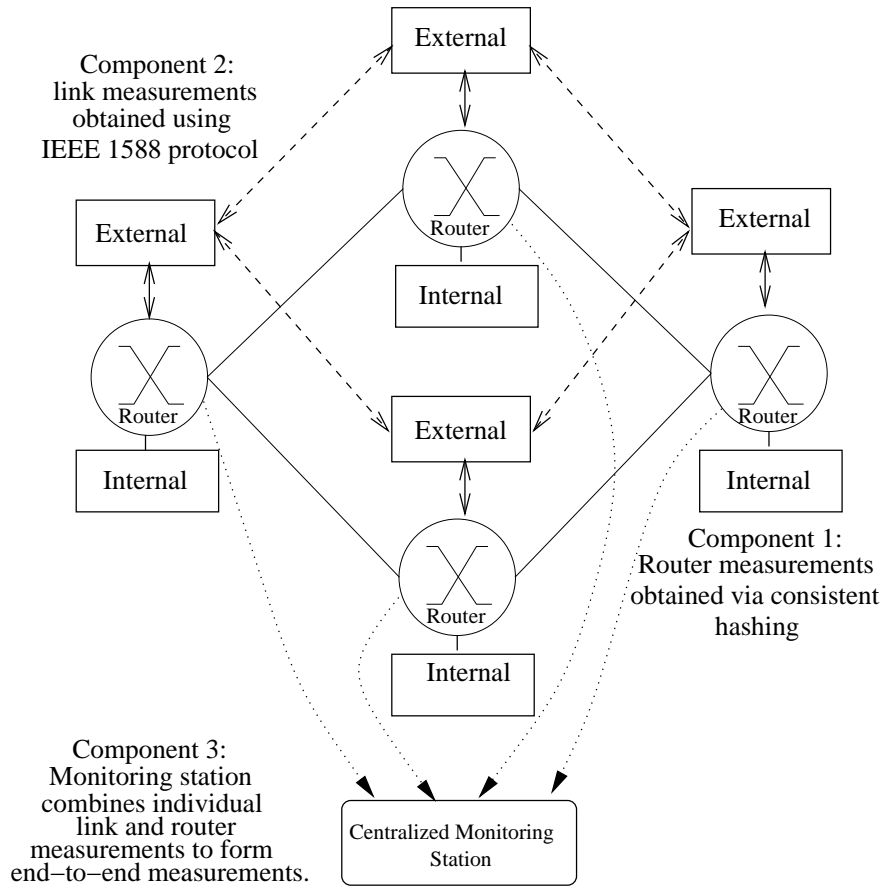 External
Component 2:
link measurements
obtained using
IEEE 1588 protocol
External
External
Router
Internal
Router
Router
External
Internal
Internal
Component 1:
Router measurements
obtained via consistent
hashing
Router
Internal
Component 3:
Monitoring station
combines individual
link and router
measurements to form
end−to−end measurements.
Centralized Monitoring
Station